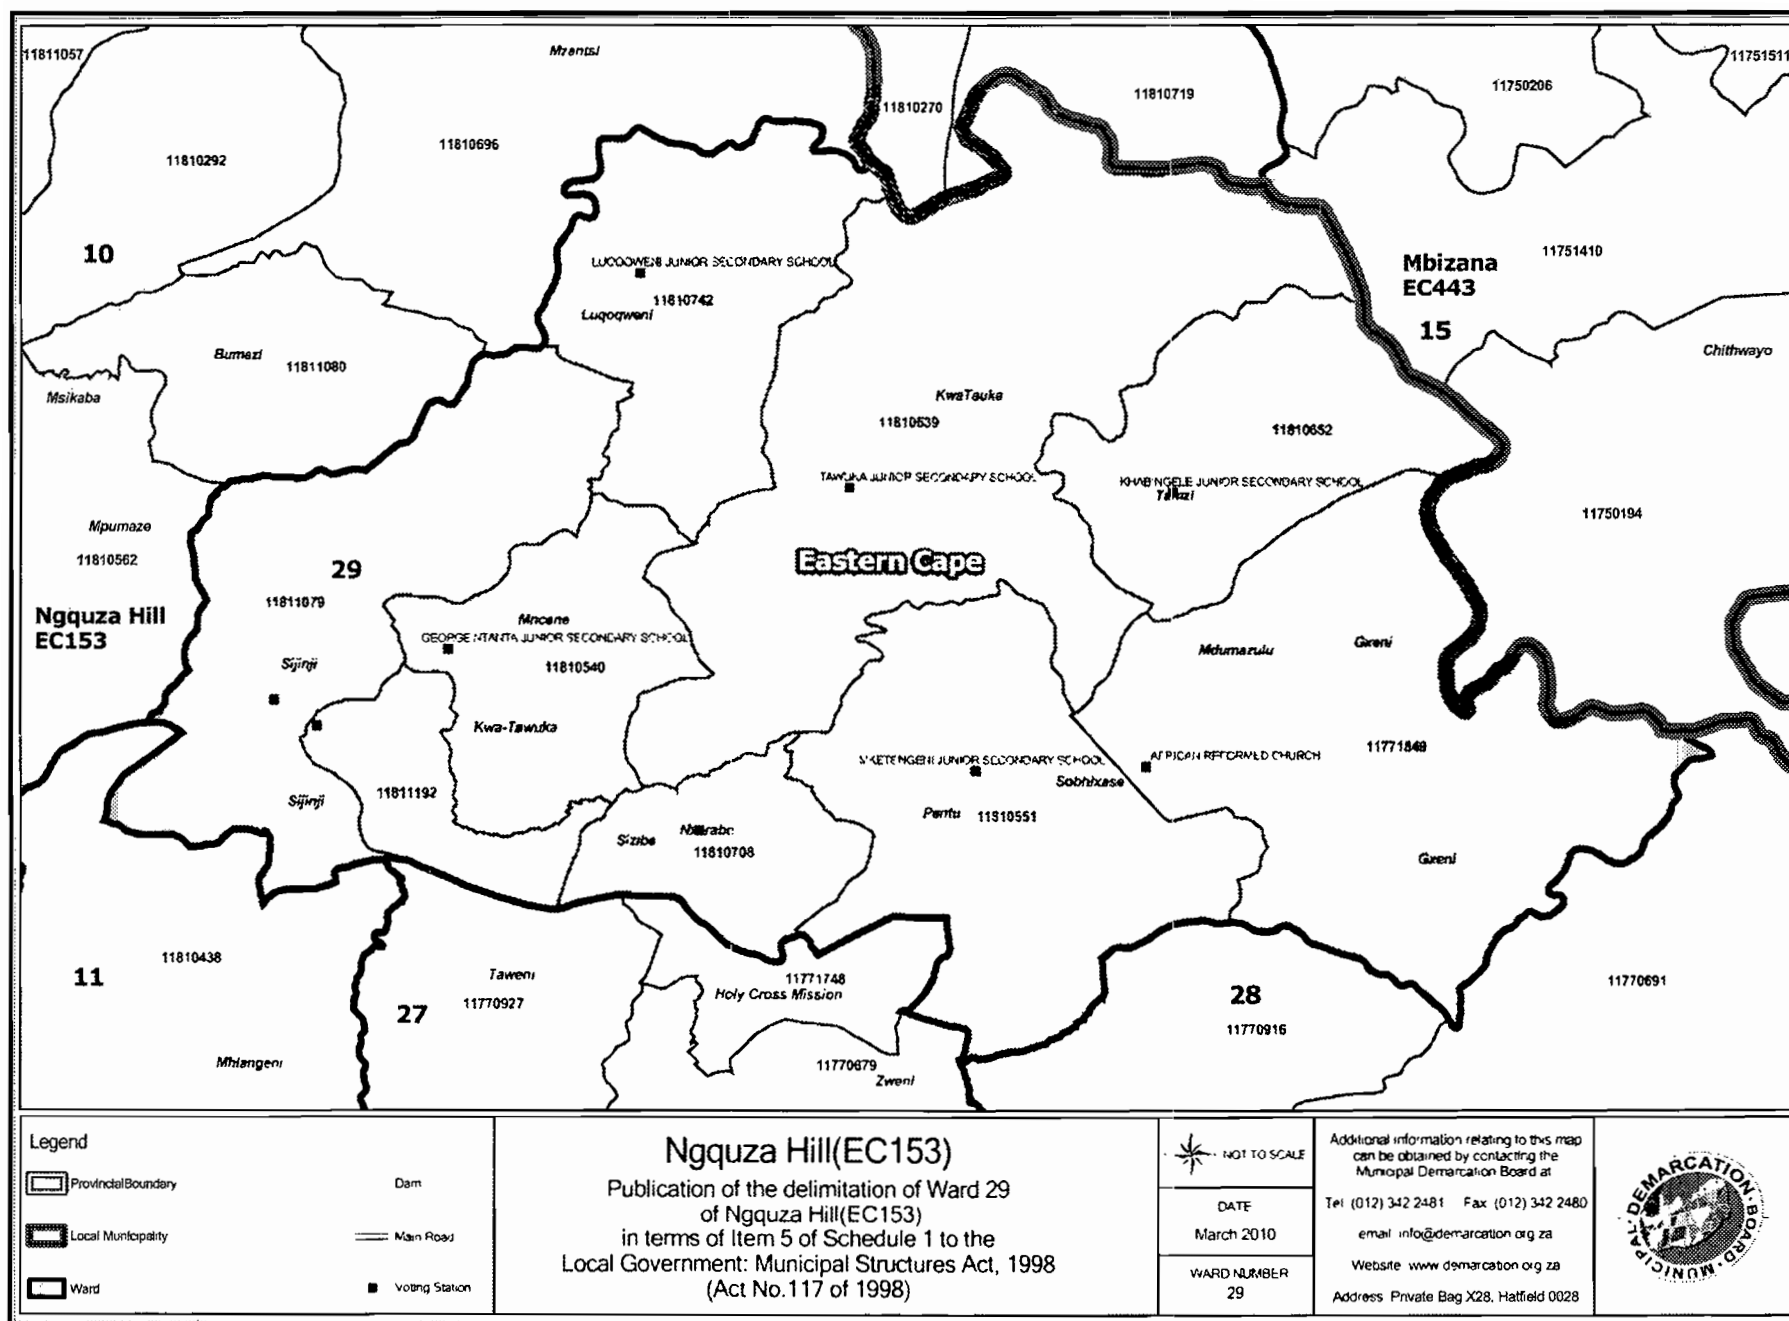 11811057
Mzantsi
11810270
11810719
11750206
11751511
11810292
11810696
10
LUQOQWENI JUNIOR SECONDARY SCHOOL
11810742
Luqoqweni
Mbizana
EC443
15
11751410
Chithwayo
Bumazi
11811080
Msikaba
KwaTauka
11810639
11810652
TAWUKA JUNIOR SECONDARY SCHOOL
KHABINGELE JUNIOR SECONDARY SCHOOL
11750194
Mpumaze
11810562
Eastern Cape
29
11811079
Ngquza Hill
EC153
Mncane
GEORGE NTANTA JUNIOR SECONDARY SCHOOL
11810540
Sijinji
Mdumazulu
Gxeni
Kwa-Tawuka
11771849
JUNIOR SECONDARY SCHOOL
AFRICAN REFORMED CHURCH
Sobhixase
Sijinji
11811192
Pantu
11810551
Siziba
11810708
Gxeni
11
11810438
Taweni
11770927
27
11771748
Holy Cross Mission
28
11770916
11770691
Mhlangeni
11770679
Zweni
Legend
Provincial Boundary
Dam
Local Municipality
Main Road
Ward
Voting Station
Ngquza Hill(EC153)
Publication of the delimitation of Ward 29
of Ngquza Hill(EC153)
in terms of Item 5 of Schedule 1 to the
Local Government: Municipal Structures Act, 1998
(Act No.117 of 1998)
NOT TO SCALE
DATE
March 2010
WARD NUMBER
29
Additional information relating to this map
can be obtained by contacting the
Municipal Demarcation Board at
Tel (012) 342 2481 Fax (012) 342 2480
email info@demarcation org za
Website www demarcation org za
Address Private Bag X28, Hatfield 0028
MUNICIPAL DEMARCATION BOARD